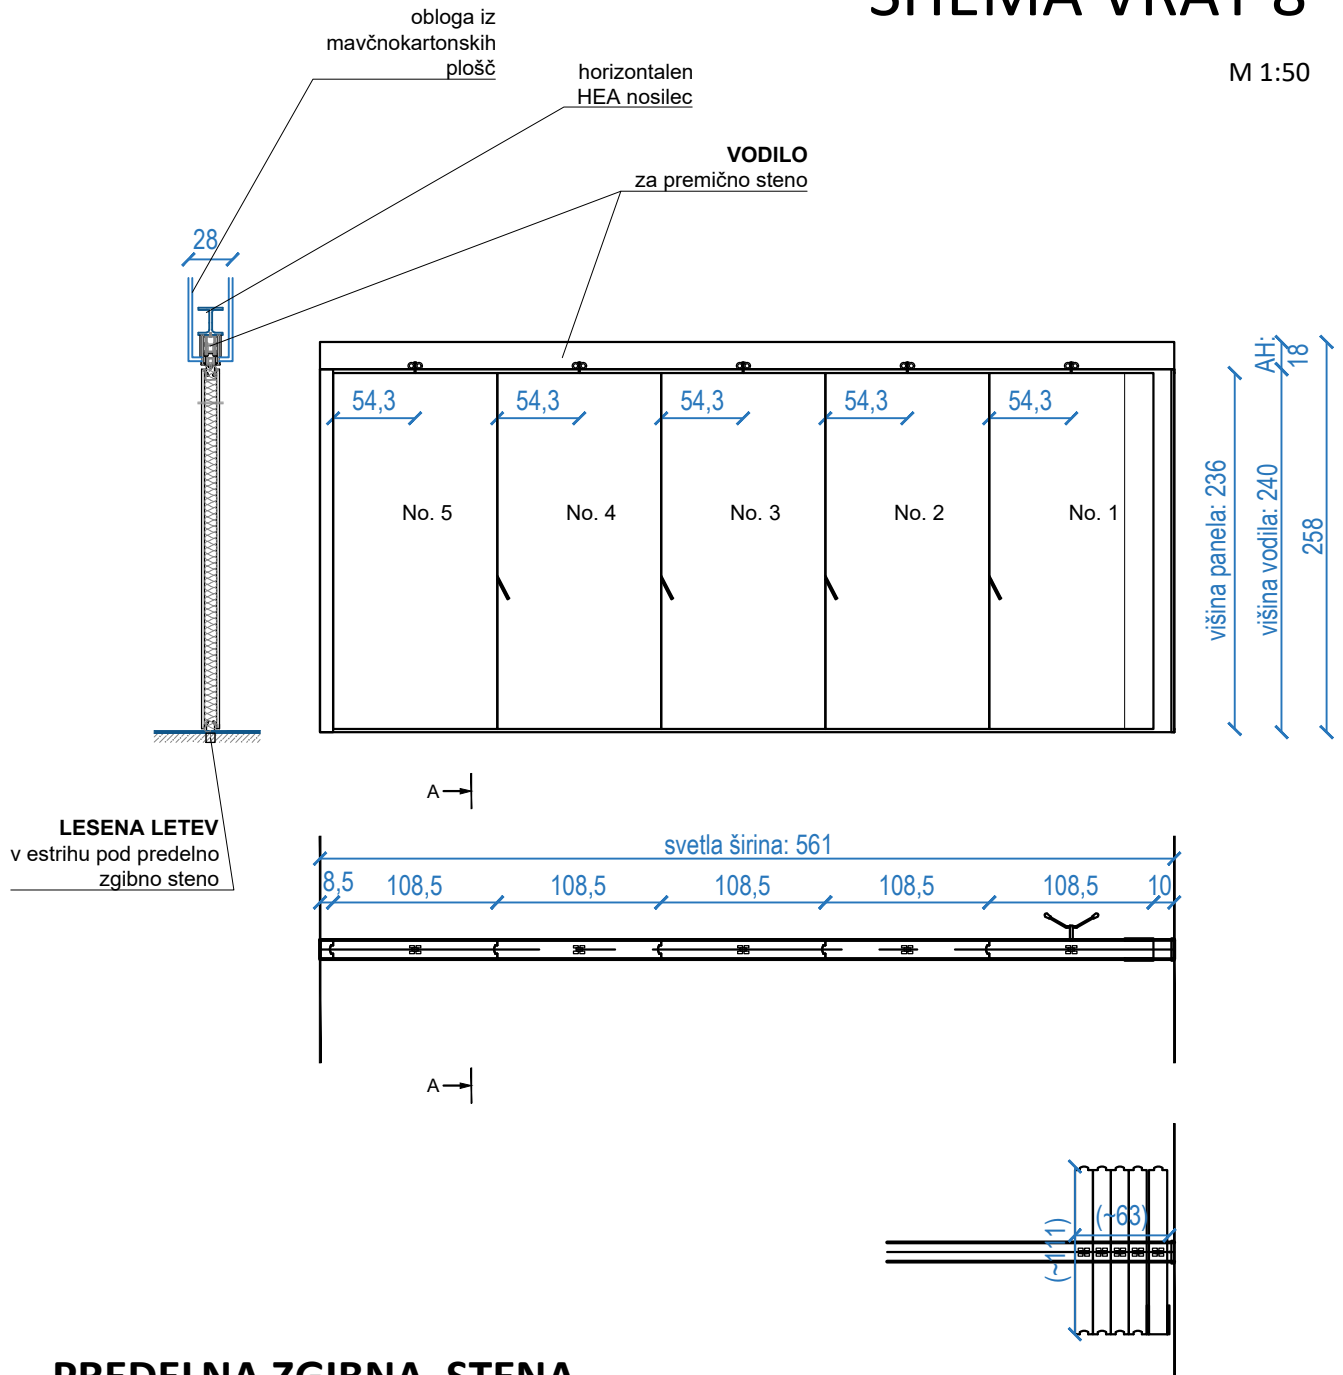 SHEMA VRAT 8
M 1:50
obloga iz
mavčnokartonskih
plošč
horizontalen
HEA nosilec
VODILO
za premično steno
28
54,3
54,3
54,3
54,3
54,3
No. 5
No. 4
No. 3
No. 2
No. 1
AH:
18
višina panela: 236
višina vodila: 240
258
A
LESENA LETEV
v estrihu pod predelno
zgibno steno
svetla širina: 561
8,5
108,5
108,5
108,5
108,5
108,5
10
A
(~63)
(~111)
PREDELNA ZGIBNA STENA